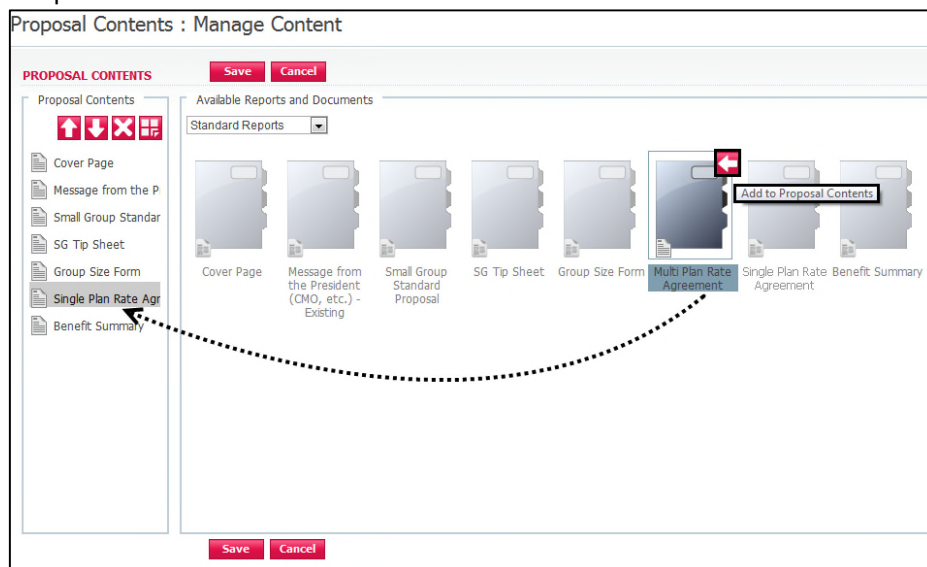 Proposal Contents : Manage Content
PROPOSAL CONTENTS
Save
Cancel
Proposal Contents
Available Reports and Documents
Standard Reports
Cover Page
Message from the P
Small Group Standar
SG Tip Sheet
Group Size Form
Single Plan Rate Agr
Benefit Summary
Add to Proposal Contents
Cover Page
Message from
the President
(CMO, etc.) -
Existing
Small Group
Standard
Proposal
SG Tip Sheet
Group Size Form
Multi Plan Rate
Agreement
Single Plan Rate
Agreement
Benefit Summary
Save
Cancel